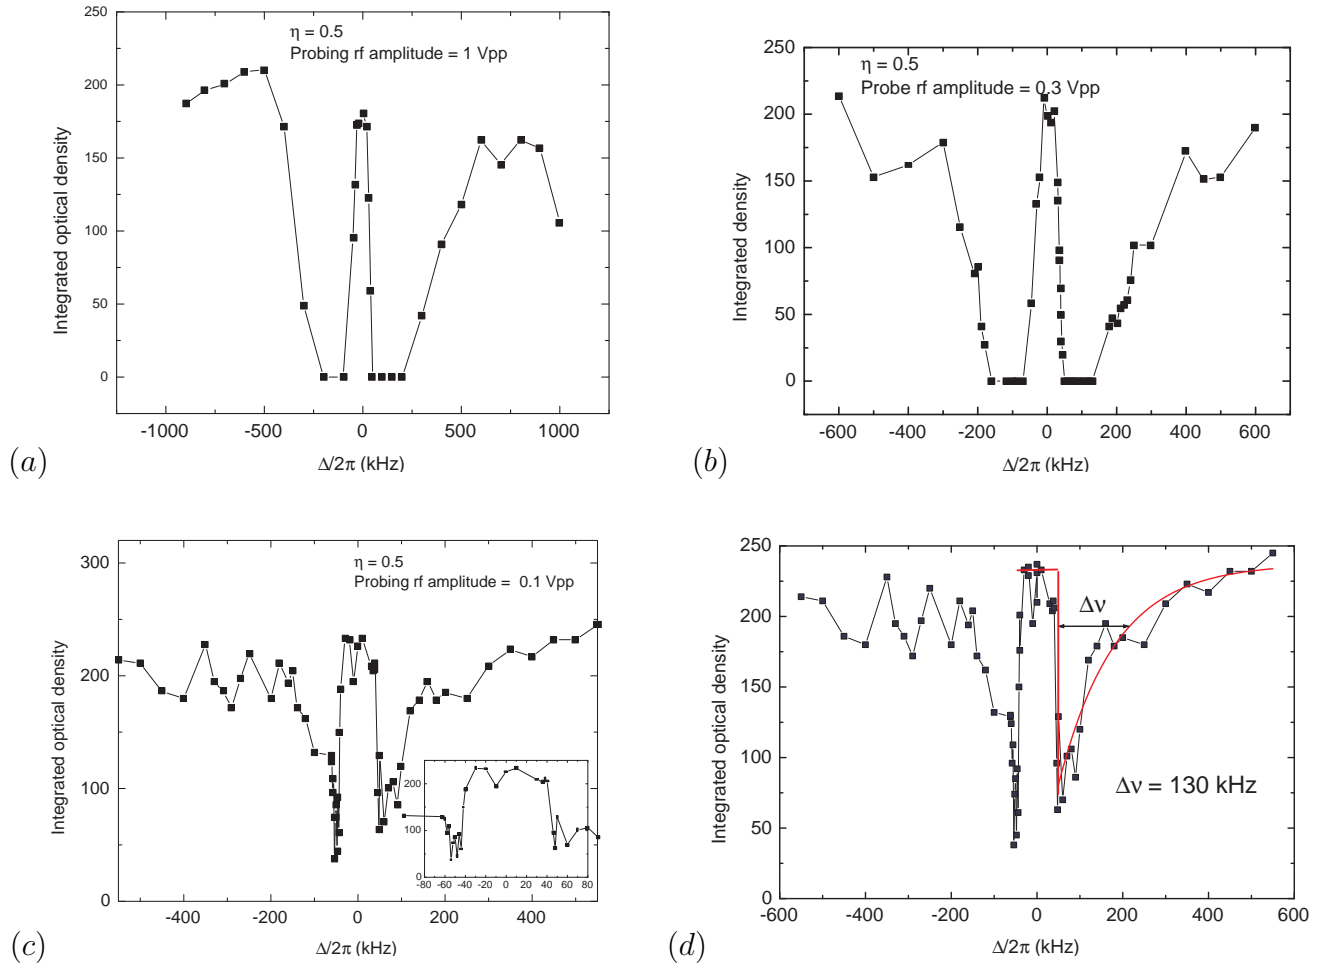 η = 0.5
Probing rf amplitude = 1 Vpp
Integrated optical density
250
200
150
100
50
0
-1000 -500 0 500 1000
Δ/2π (kHz)
(a)
η = 0.5
Probe rf amplitude = 0.3 Vpp
Integrated density
250
200
150
100
50
0
-600 -400 -200 0 200 400 600
Δ/2π (kHz)
(b)
η = 0.5
Probing rf amplitude = 0.1 Vpp
Integrated optical density
300
200
100
0
-400 -200 0 200 400
Δ/2π (kHz)
200
100
0
-80 -60 -40 -20 0 20 40 60 80
(c)
Integrated optical density
250
200
150
100
50
0
Δν
Δν = 130 kHz
-600 -400 -200 0 200 400 600
Δ/2π (kHz)
(d)